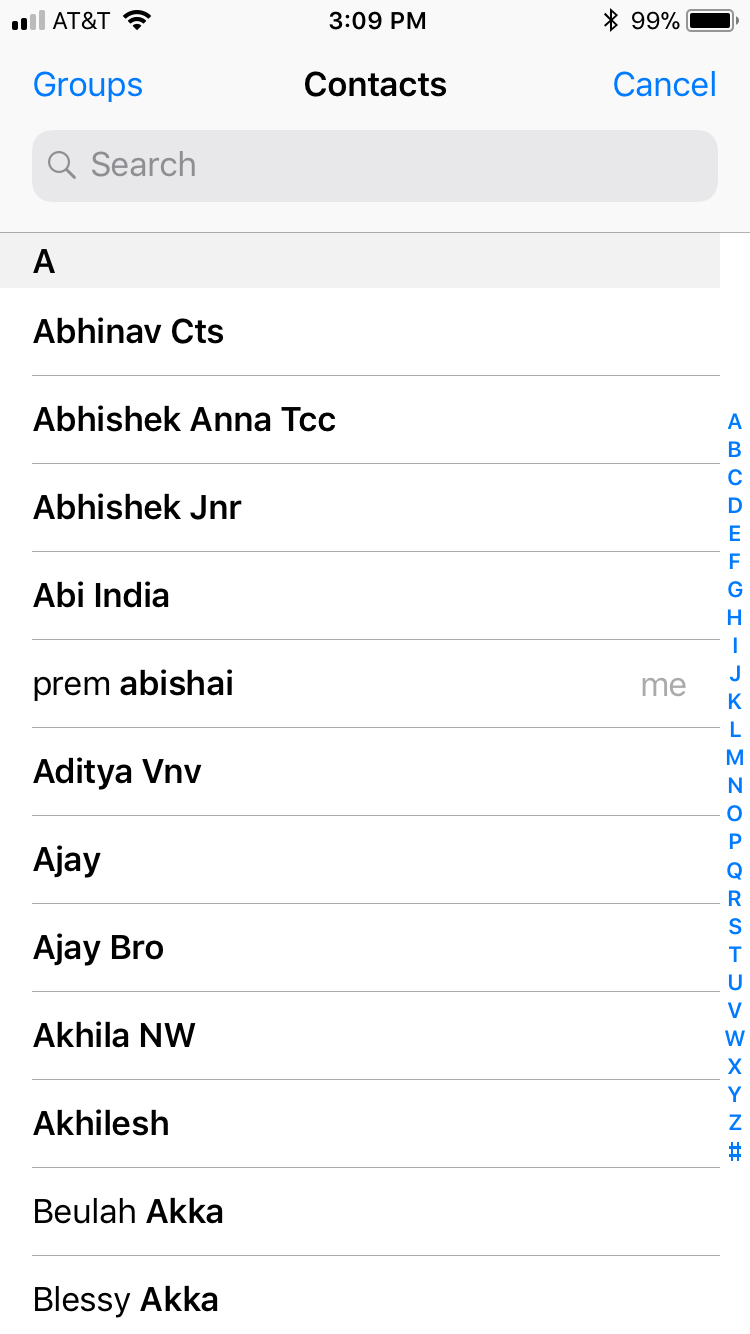 AT&T 3:09 PM 99%
Groups Contacts Cancel
Search
A
Abhinav Cts
Abhishek Anna Tcc
Abhishek Jnr
Abi India
prem abishai me
Aditya Vnv
Ajay
Ajay Bro
Akhila NW
Akhilesh
Beulah Akka
Blessy Akka
A
B
C
D
E
F
G
H
I
J
K
L
M
N
O
P
Q
R
S
T
U
V
W
X
Y
Z
#